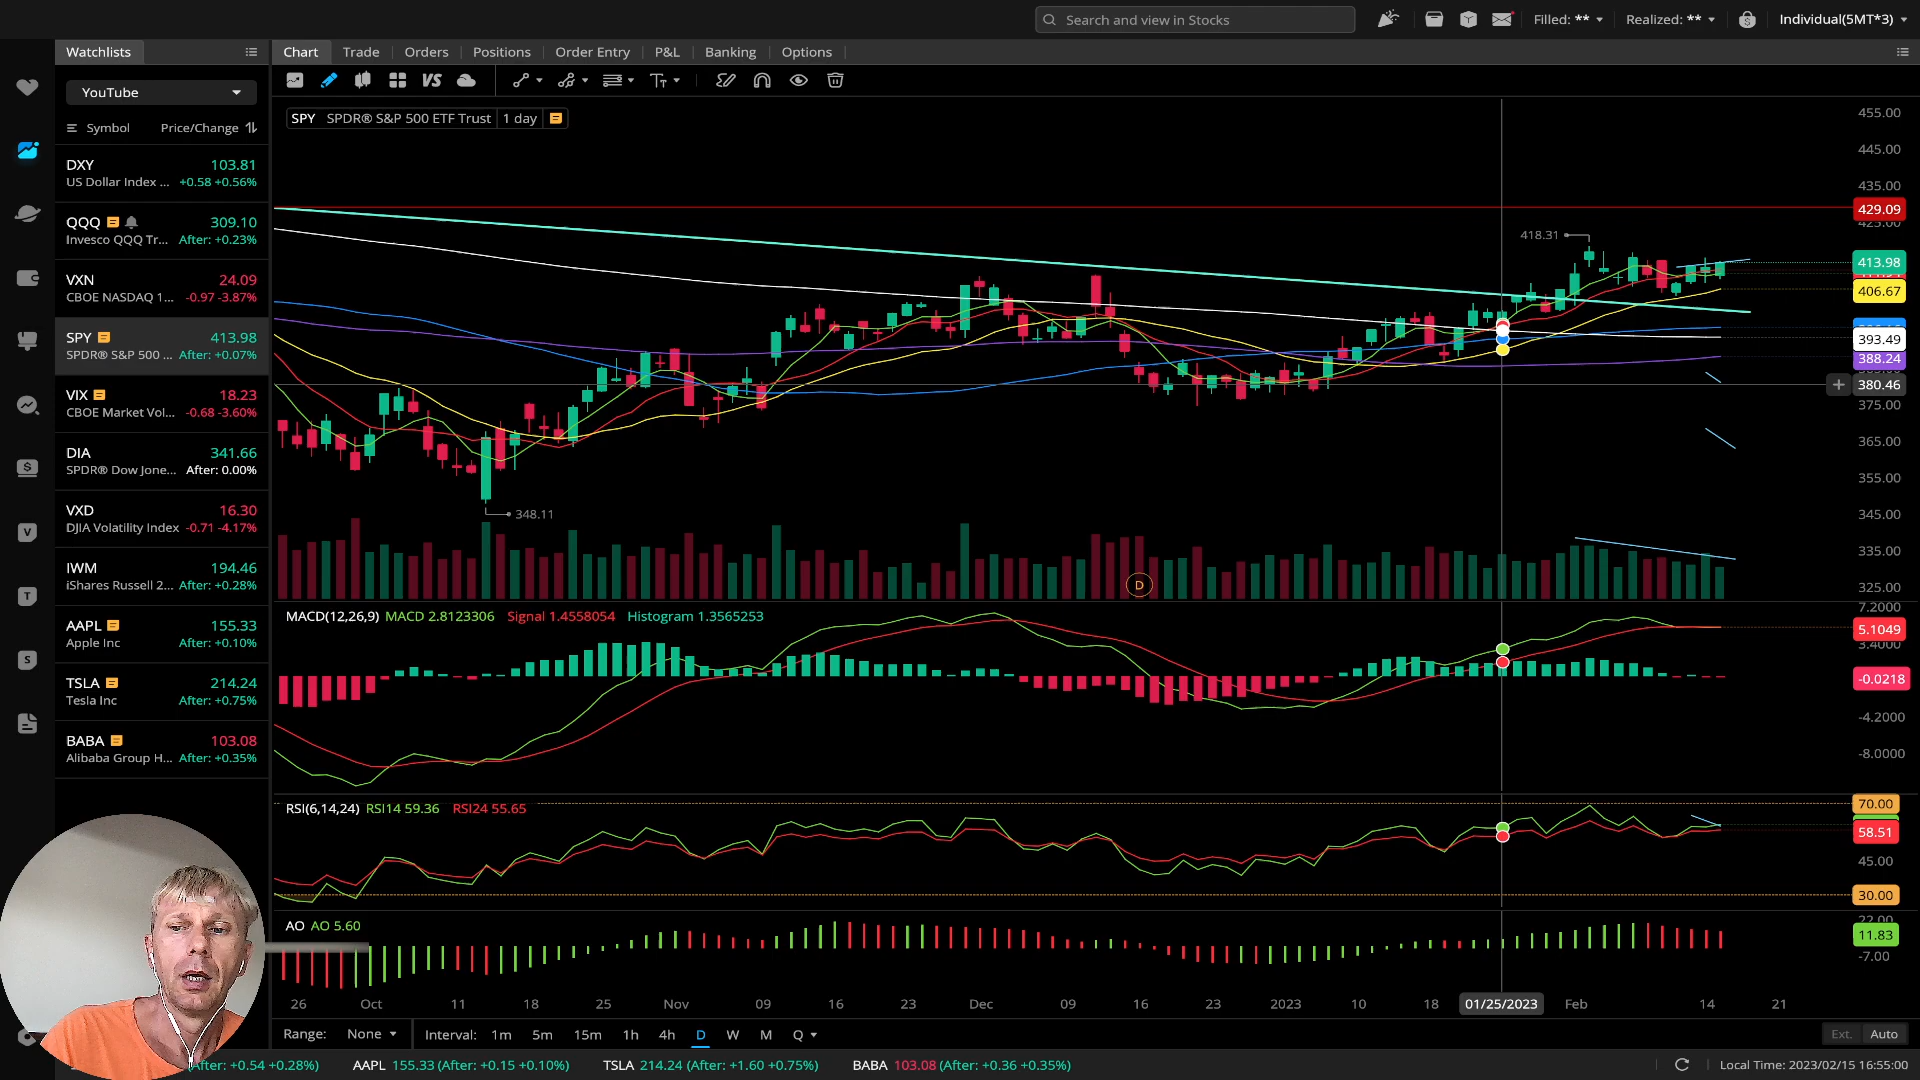 Search and view in Stocks
Filled: **
Realized: **
Individual(5MT*3)
Watchlists
Chart
Trade
Orders
Positions
Order Entry
P&L
Banking
Options
YouTube
VS
Symbol
Price/Change
SPY SPDR® S&P 500 ETF Trust 1 day
DXY 103.81
US Dollar Index ... +0.58 +0.56%
QQQ 309.10
Invesco QQQ Tr... After: +0.23%
VXN 24.09
CBOE NASDAQ 1... -0.97 -3.87%
SPY 413.98
SPDR® S&P 500 ... After: +0.07%
VIX 18.23
CBOE Market Vol... -0.68 -3.60%
DIA 341.66
SPDR® Dow Jone... After: 0.00%
VXD 16.30
DJIA Volatility Index -0.71 -4.17%
IWM 194.46
iShares Russell 2... After: +0.28%
AAPL 155.33
Apple Inc After: +0.10%
TSLA 214.24
Tesla Inc After: +0.75%
BABA 103.08
Alibaba Group H... After: +0.35%
418.31
348.11
D
455.00
445.00
435.00
429.09
425.00
413.98
406.67
393.49
388.24
380.46
375.00
365.00
355.00
345.00
335.00
325.00
MACD(12,26,9) MACD 2.8123306 Signal 1.4558054 Histogram 1.3565253
7.2000
5.1049
3.4000
-0.0218
-4.2000
-8.0000
RSI(6,14,24) RSI14 59.36 RSI24 55.65
70.00
58.51
45.00
30.00
AO AO 5.60
22.00
11.83
-7.00
26 Oct 11 18 25 Nov 09 16 23 Dec 09 16 23 2023 10 18 01/25/2023 Feb 14 21
Range: None Interval: 1m 5m 15m 1h 4h D W M Q
Ext. Auto
(After: +0.54 +0.28%) AAPL 155.33 (After: +0.15 +0.10%) TSLA 214.24 (After: +1.60 +0.75%) BABA 103.08 (After: +0.36 +0.35%)
Local Time: 2023/02/15 16:55:00